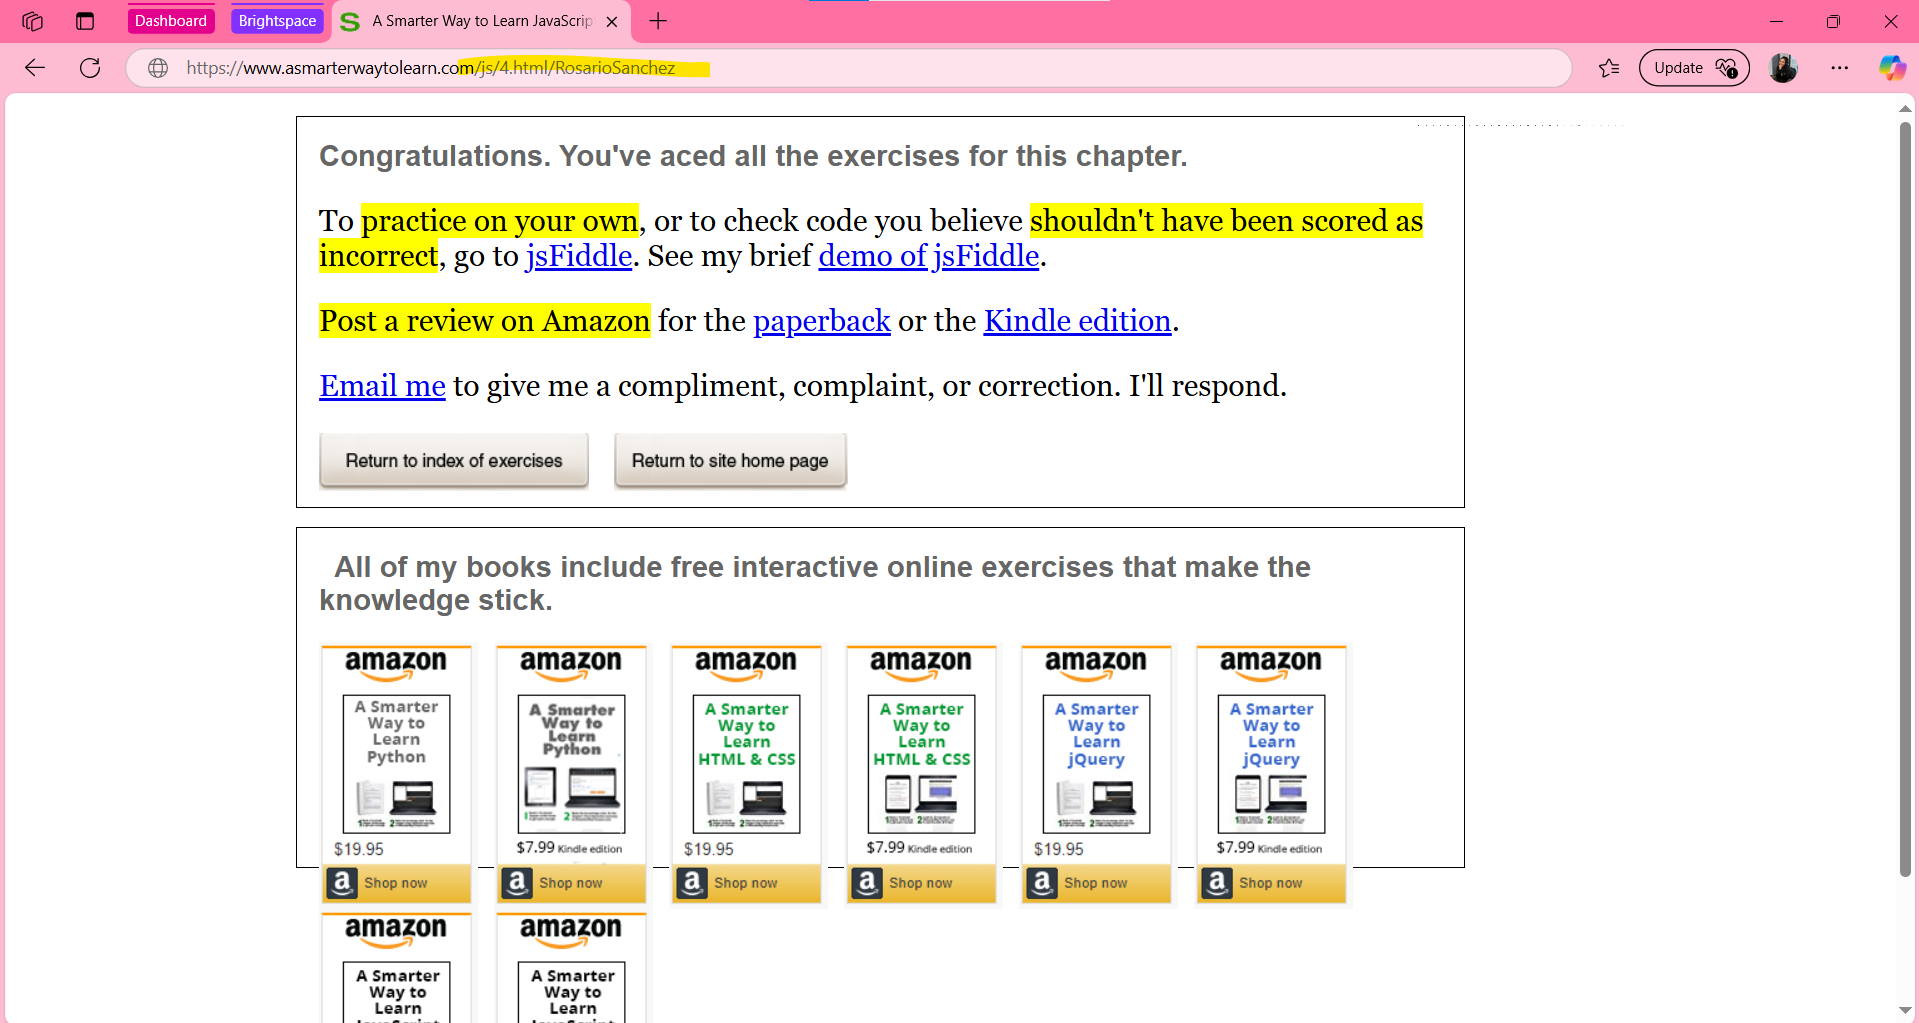 Dashboard
Brightspace
A Smarter Way to Learn JavaScrip
https://www.asmarterwaytolearn.com/js/4.html/RosarioSanchez
Update
Congratulations. You've aced all the exercises for this chapter.
To practice on your own, or to check code you believe shouldn't have been scored as
incorrect, go to jsFiddle. See my brief demo of jsFiddle.
Post a review on Amazon for the paperback or the Kindle edition.
Email me to give me a compliment, complaint, or correction. I'll respond.
Return to index of exercises
Return to site home page
All of my books include free interactive online exercises that make the
knowledge stick.
amazon
A Smarter
Way to
Learn
Python
$19.95
Shop now
amazon
A Smarter
Way to
Learn
Python
$7.99 Kindle edition
Shop now
amazon
A Smarter
Way to
Learn
HTML & CSS
$19.95
Shop now
amazon
A Smarter
Way to
Learn
HTML & CSS
$7.99 Kindle edition
Shop now
amazon
A Smarter
Way to
Learn
jQuery
$19.95
Shop now
amazon
A Smarter
Way to
Learn
jQuery
$7.99 Kindle edition
Shop now
amazon
A Smarter
Way to
Learn
amazon
A Smarter
Way to
Learn